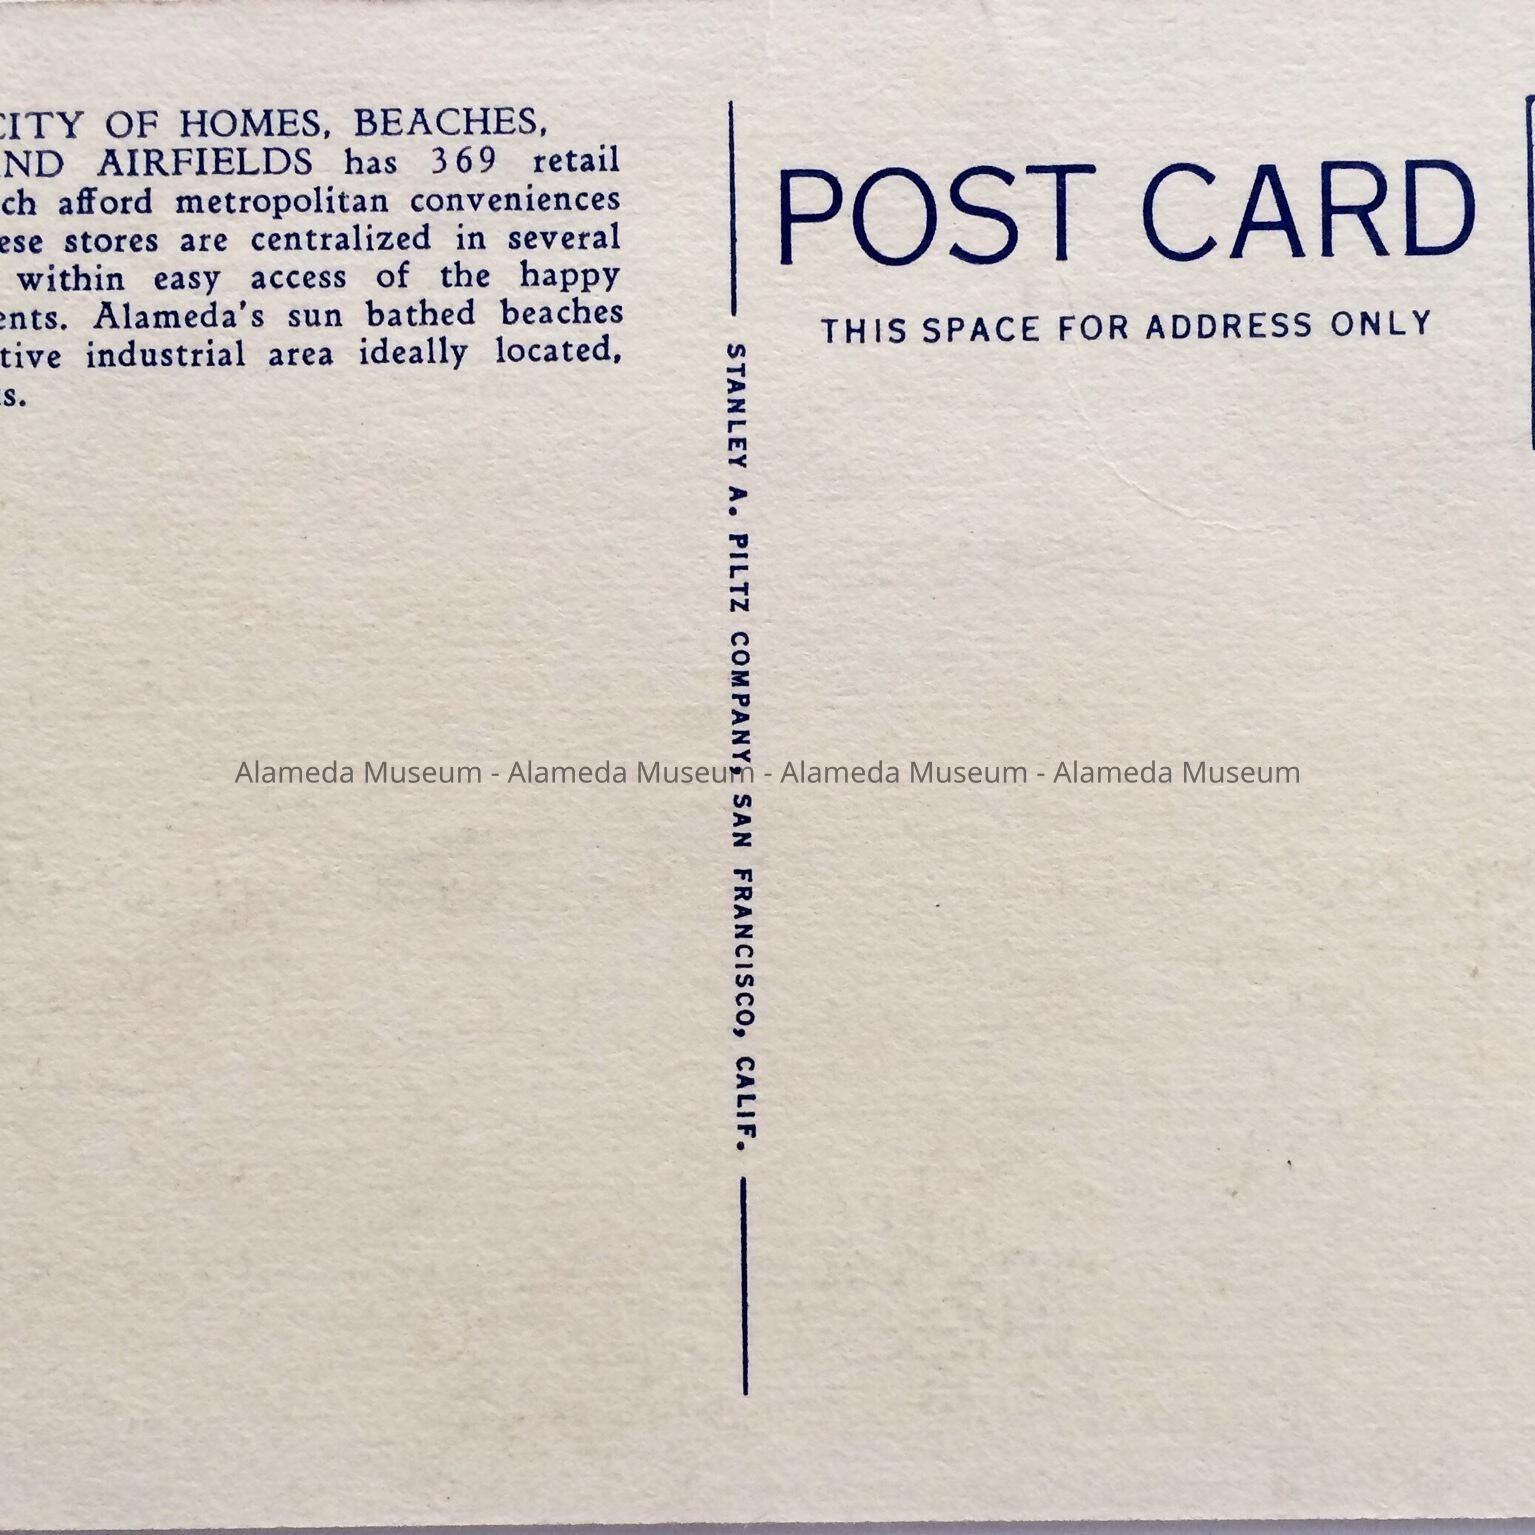 CITY OF HOMES, BEACHES,
AND AIRFIELDS has 369 retail
ch afford metropolitan conveniences
ese stores are centralized in several
within easy access of the happy
ents. Alameda's sun bathed beaches
tive industrial area ideally located,
s.
STANLEY A. PILTZ COMPANY, SAN FRANCISCO, CALIF.
POST CARD
THIS SPACE FOR ADDRESS ONLY
Alameda Museum - Alameda Museum - Alameda Museum - Alameda Museum